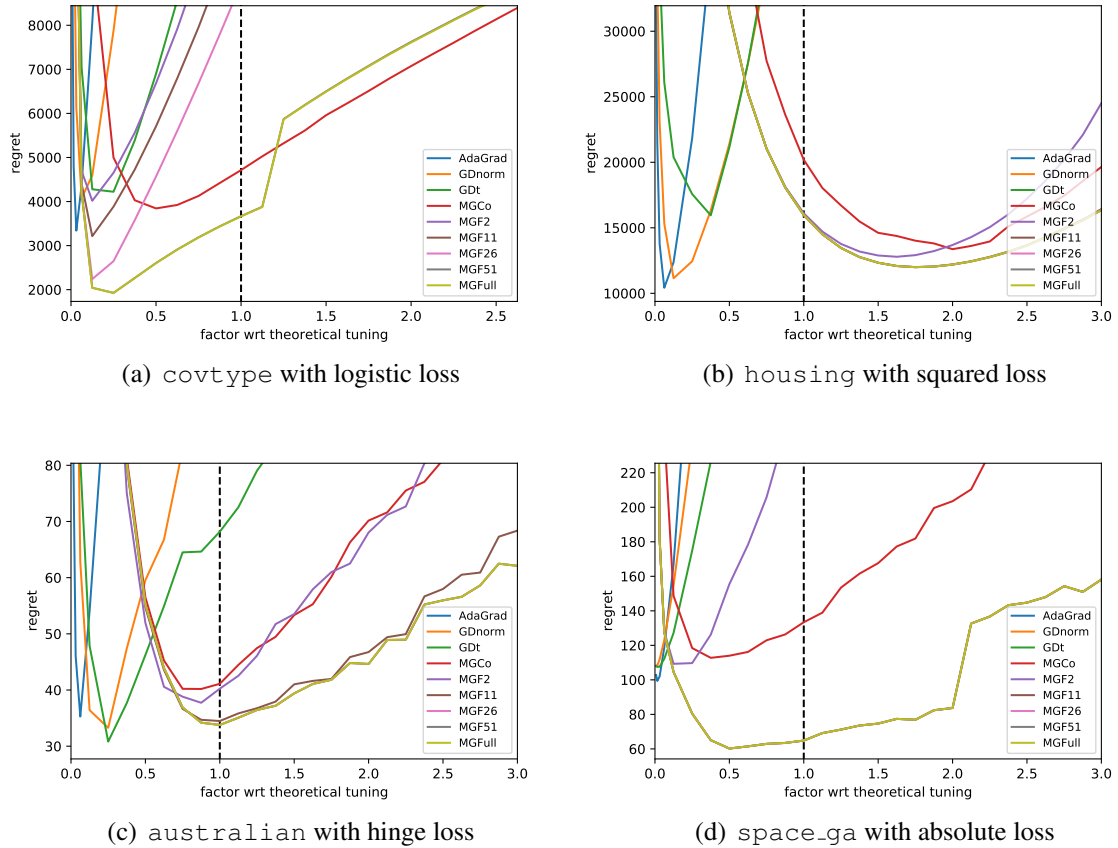 8000
7000
6000
5000
4000
3000
2000
regret
0.0 0.5 1.0 1.5 2.0 2.5
factor wrt theoretical tuning
AdaGrad
GDnorm
GDt
MGCo
MGF2
MGF11
MGF26
MGF51
MGFull
(a) covtype with logistic loss
30000
25000
20000
15000
10000
regret
0.0 0.5 1.0 1.5 2.0 2.5 3.0
factor wrt theoretical tuning
AdaGrad
GDnorm
GDt
MGCo
MGF2
MGF11
MGF26
MGF51
MGFull
(b) housing with squared loss
80
70
60
50
40
30
regret
0.0 0.5 1.0 1.5 2.0 2.5 3.0
factor wrt theoretical tuning
AdaGrad
GDnorm
GDt
MGCo
MGF2
MGF11
MGF26
MGF51
MGFull
(c) australian with hinge loss
220
200
180
160
140
120
100
80
60
regret
0.0 0.5 1.0 1.5 2.0 2.5 3.0
factor wrt theoretical tuning
AdaGrad
GDnorm
GDt
MGCo
MGF2
MGF11
MGF26
MGF51
MGFull
(d) space_ga with absolute loss